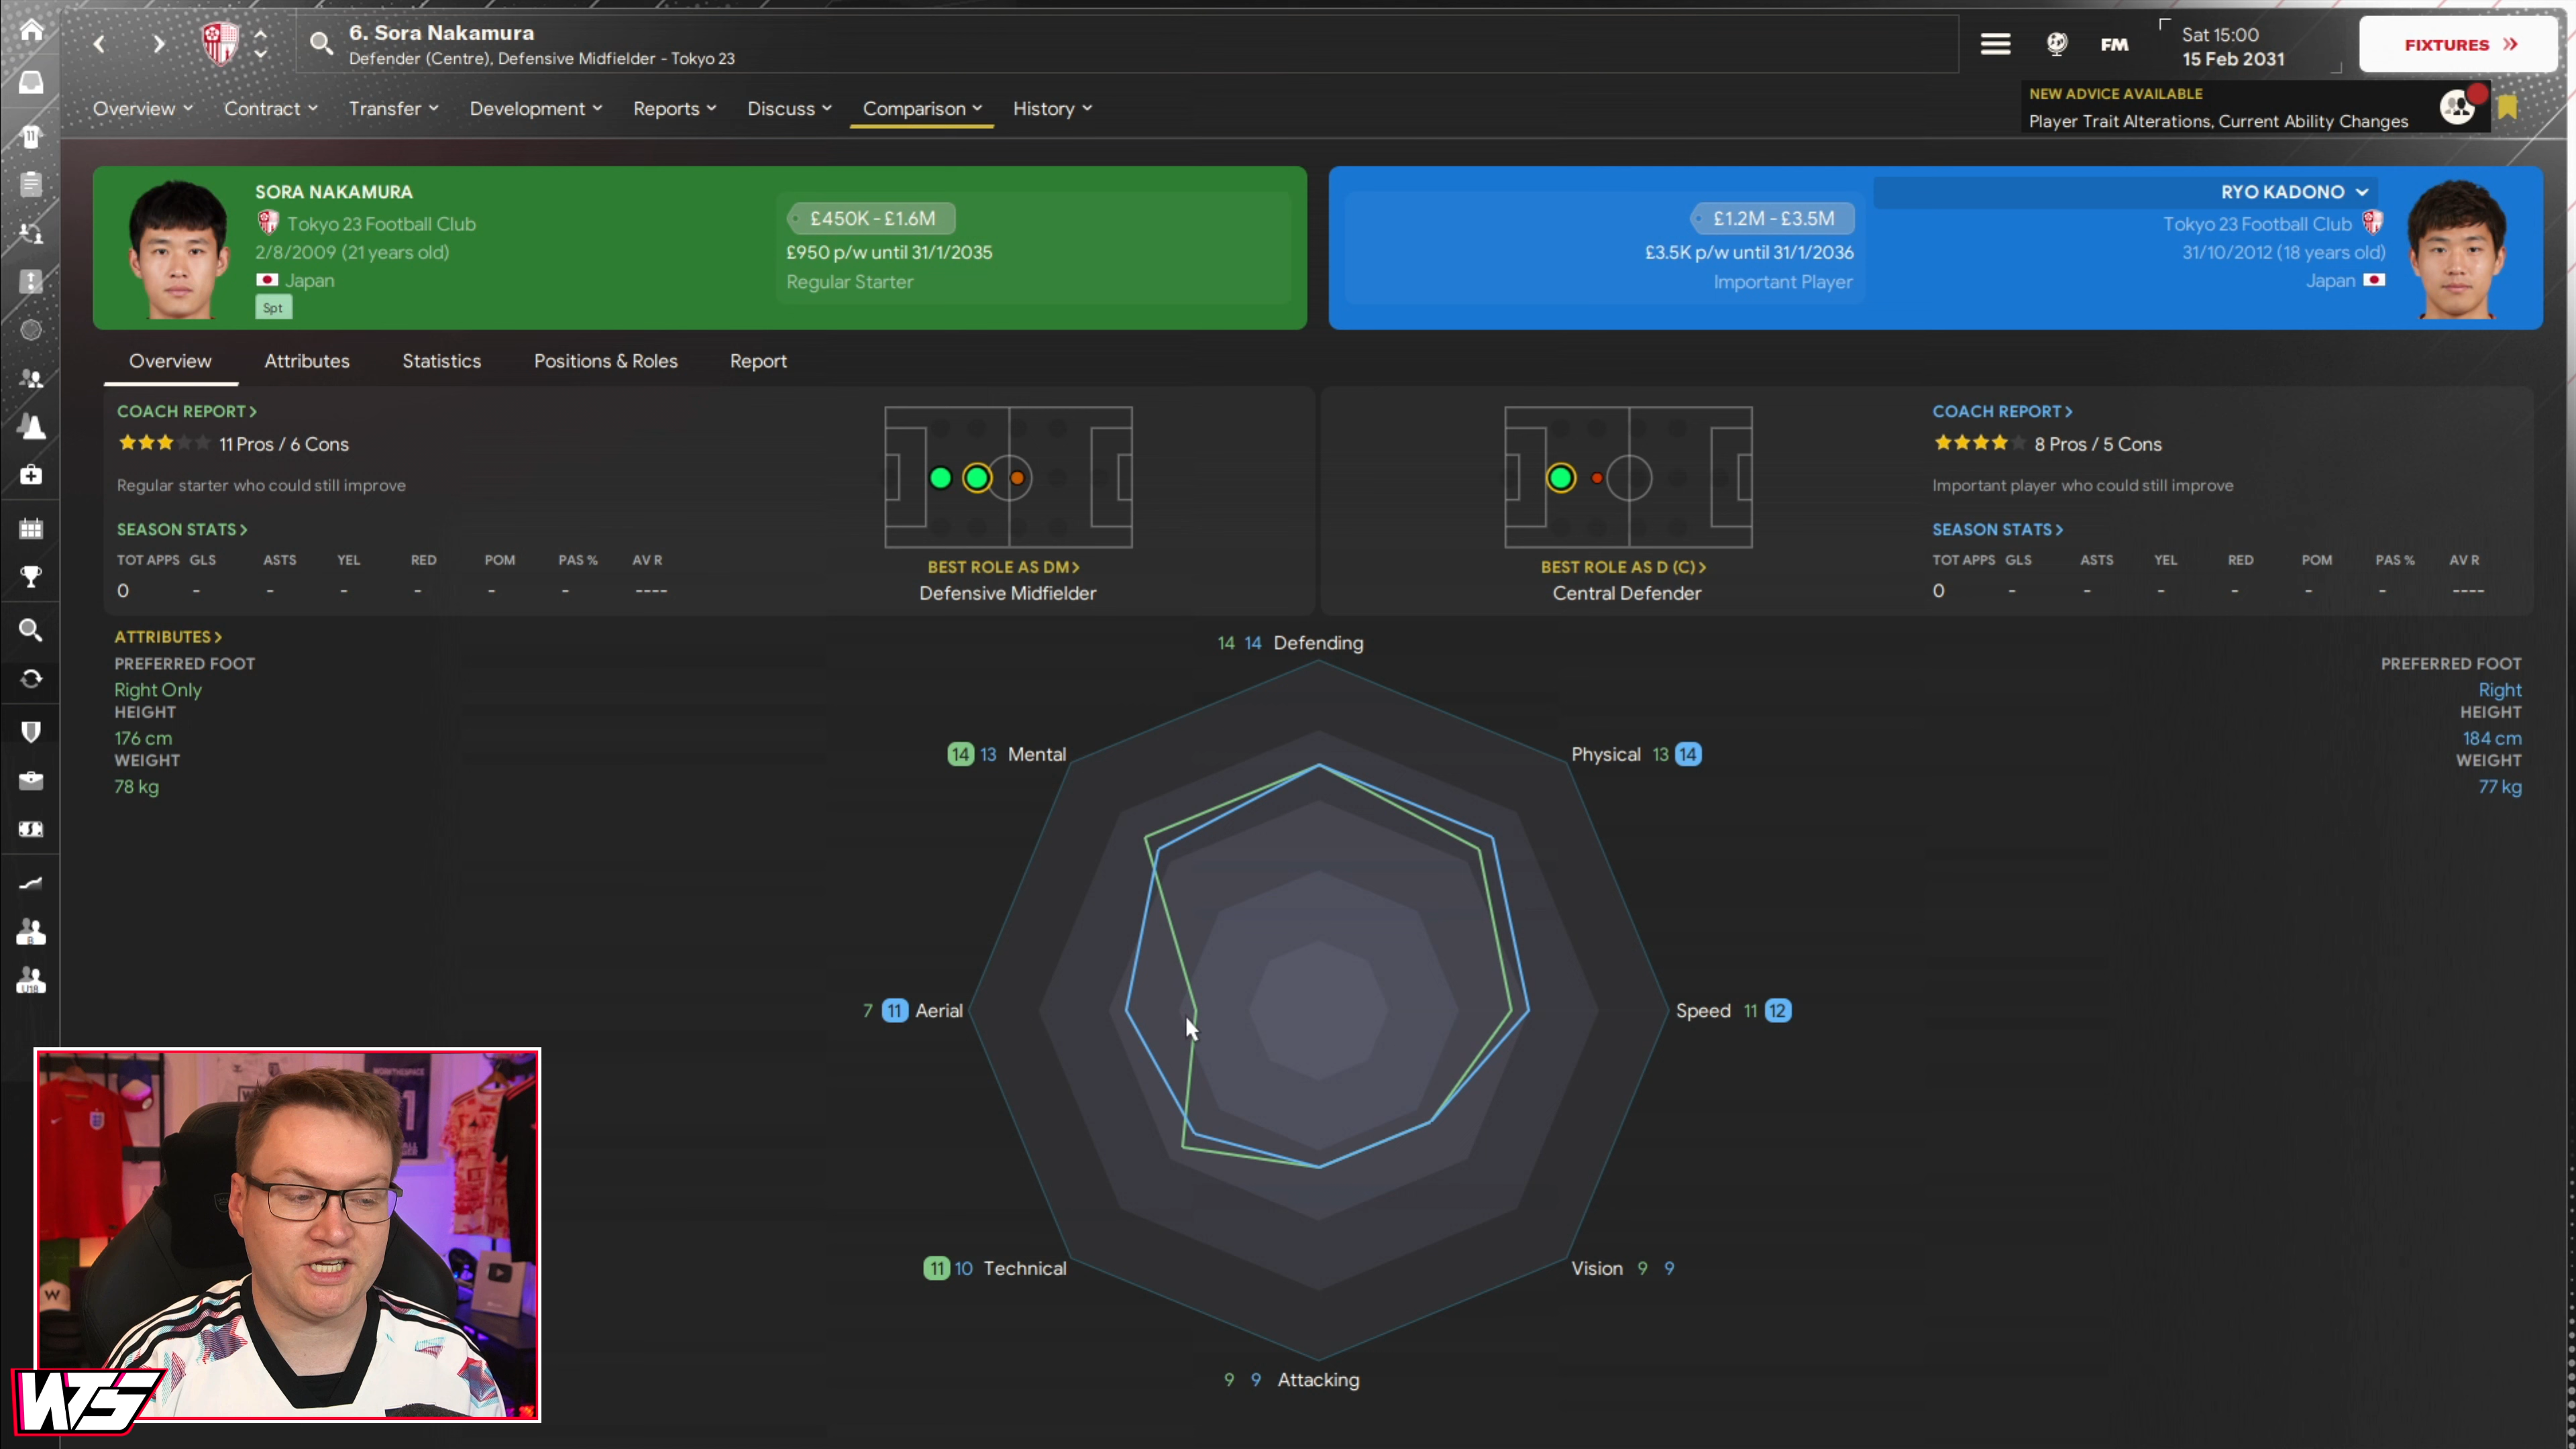 6. Sora Nakamura
Defender (Centre), Defensive Midfielder - Tokyo 23
FM
Sat 15:00
15 Feb 2031
FIXTURES
Overview
Contract
Transfer
Development
Reports
Discuss
Comparison
History
NEW ADVICE AVAILABLE
Player Trait Alterations, Current Ability Changes
11
SORA NAKAMURA
Tokyo 23 Football Club
2/8/2009 (21 years old)
Japan
Spt
£450K - £1.6M
£950 p/w until 31/1/2035
Regular Starter
£1.2M - £3.5M
£3.5K p/w until 31/1/2036
Important Player
RYO KADONO
Tokyo 23 Football Club
31/10/2012 (18 years old)
Japan
Overview
Attributes
Statistics
Positions & Roles
Report
COACH REPORT >
11 Pros / 6 Cons
Regular starter who could still improve
SEASON STATS >
TOT APPS GLS ASTS YEL RED POM PAS % AV R
0 - - - - - - ----
BEST ROLE AS DM >
Defensive Midfielder
BEST ROLE AS D (C) >
Central Defender
COACH REPORT >
8 Pros / 5 Cons
Important player who could still improve
SEASON STATS >
TOT APPS GLS ASTS YEL RED POM PAS % AV R
0 - - - - - - ----
ATTRIBUTES >
PREFERRED FOOT
Right Only
HEIGHT
176 cm
WEIGHT
78 kg
14 14 Defending
14 13 Mental
Physical 13 14
7 11 Aerial
Speed 11 12
11 10 Technical
Vision 9 9
9 9 Attacking
PREFERRED FOOT
Right
HEIGHT
184 cm
WEIGHT
77 kg
B
U18
W
WTS